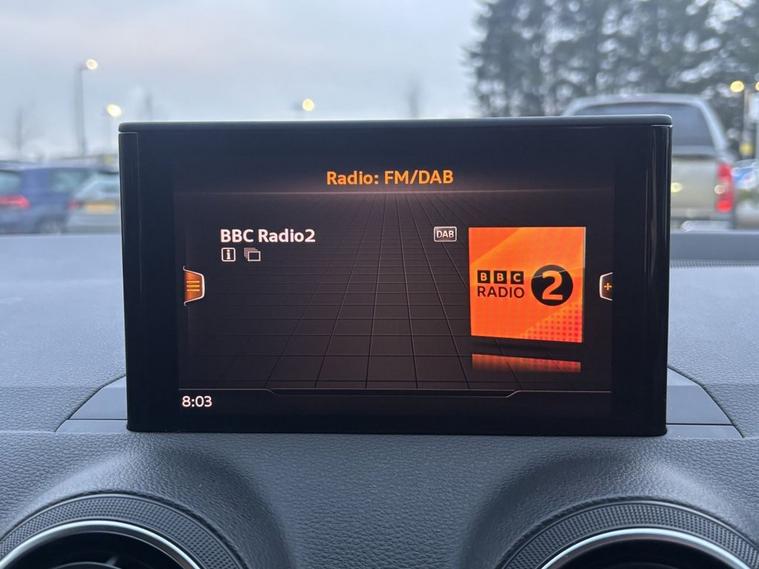 Radio: FM/DAB
BBC Radio2
DAB
i
BBC
RADIO 2
8:03